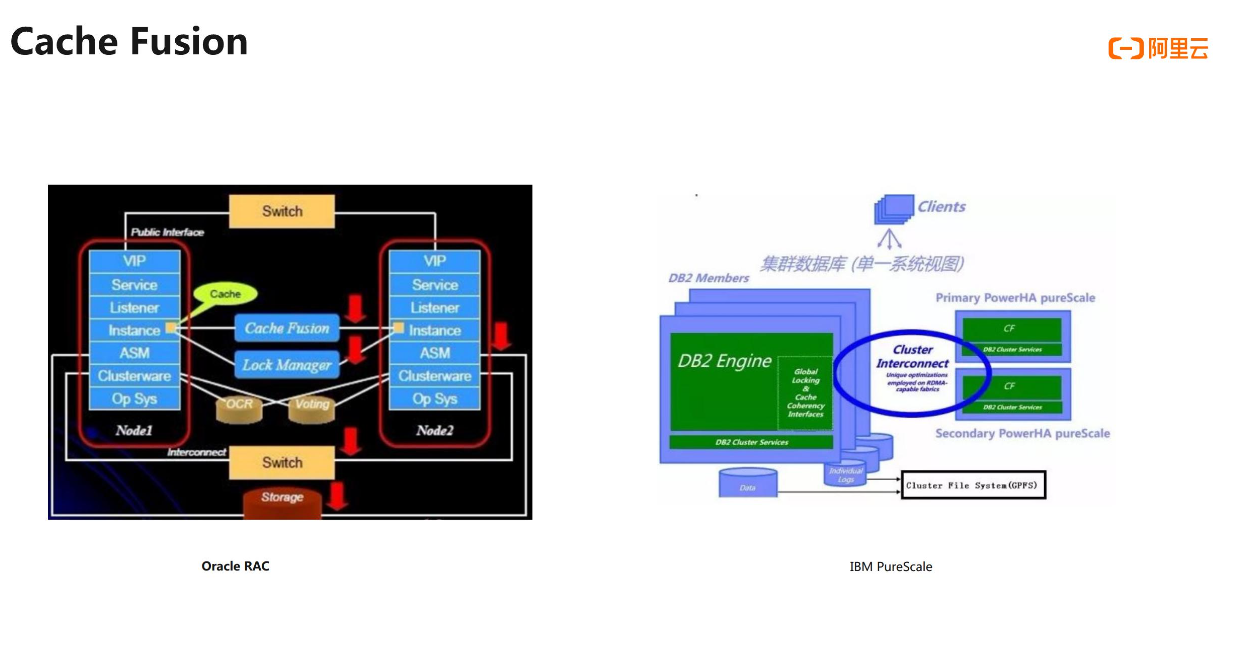 Cache Fusion
阿里云
Switch
Public Interface
VIP
Service
Listener
Instance
ASM
Clusterware
Op Sys
Node1
Cache
Cache Fusion
Lock Manager
OCR
Voting
VIP
Service
Listener
Instance
ASM
Clusterware
Op Sys
Node2
Interconnect
Switch
Storage
Oracle RAC
Clients
集群数据库 (单一系统视图)
DB2 Members
DB2 Engine
Global
Locking
&
Cache
Coherency
Interfaces
DB2 Cluster Services
Cluster
Interconnect
Unique optimizations
employed on RDMA-
capable fabrics
Primary PowerHA pureScale
CF
DB2 Cluster Services
CF
DB2 Cluster Services
Secondary PowerHA pureScale
Individual
Logs
Data
Cluster File System(GPFS)
IBM PureScale